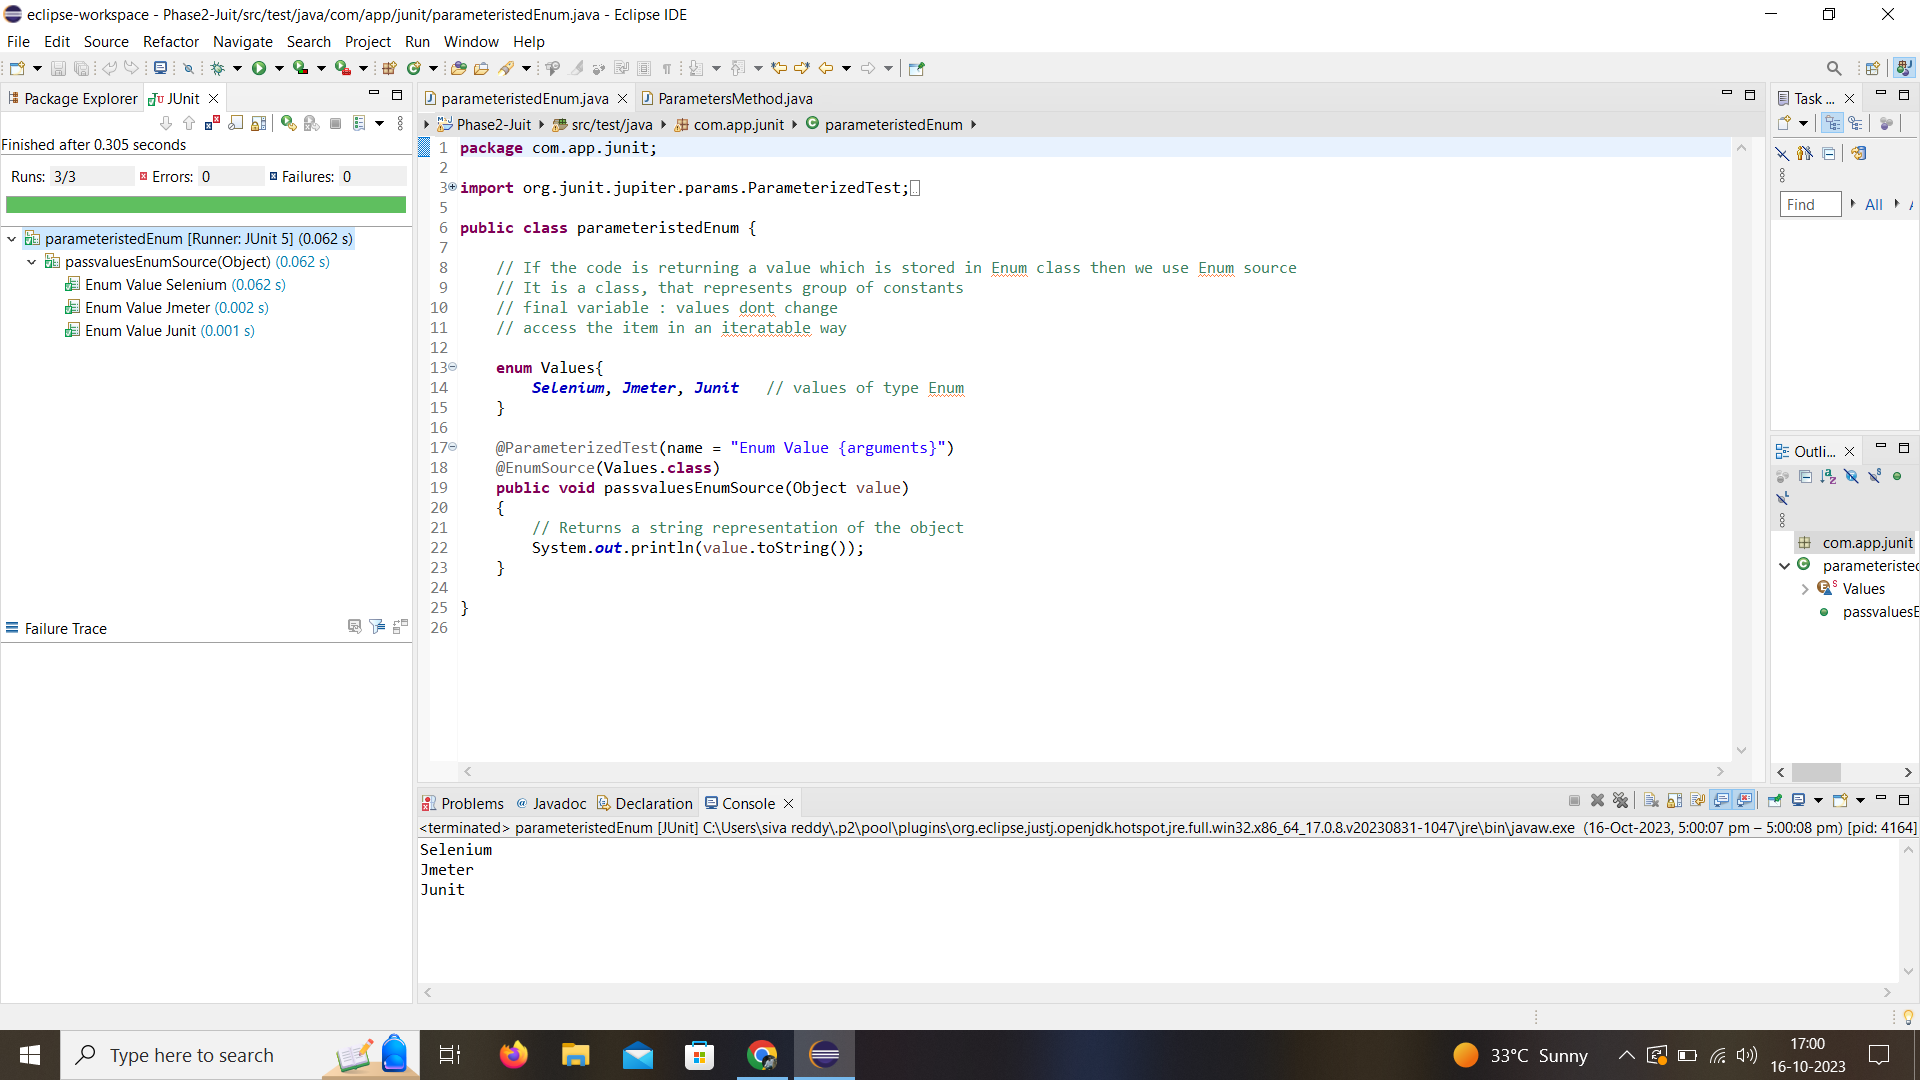 eclipse-workspace - Phase2-Juit/src/test/java/com/app/junit/parameteristedEnum.java - Eclipse IDE
File Edit Source Refactor Navigate Search Project Run Window Help
Package Explorer JUnit
Finished after 0.305 seconds
Runs: 3/3 Errors: 0 Failures: 0
parameteristedEnum [Runner: JUnit 5] (0.062 s)
passvaluesEnumSource(Object) (0.062 s)
Enum Value Selenium (0.062 s)
Enum Value Jmeter (0.002 s)
Enum Value Junit (0.001 s)
Failure Trace
parameteristedEnum.java ParametersMethod.java
Phase2-Juit src/test/java com.app.junit parameteristedEnum
1 package com.app.junit;
2
3 import org.junit.jupiter.params.ParameterizedTest;
5
6 public class parameteristedEnum {
7
8 // If the code is returning a value which is stored in Enum class then we use Enum source
9 // It is a class, that represents group of constants
10 // final variable : values dont change
11 // access the item in an iteratable way
12
13 enum Values{
14 Selenium, Jmeter, Junit // values of type Enum
15 }
16
17 @ParameterizedTest(name = "Enum Value {arguments}")
18 @EnumSource(Values.class)
19 public void passvaluesEnumSource(Object value)
20 {
21 // Returns a string representation of the object
22 System.out.println(value.toString());
23 }
24
25 }
26
Task ...
Find All
Outli...
com.app.junit
parameristed
Values
passvaluesE
Problems Javadoc Declaration Console
<terminated> parameteristedEnum [JUnit] C:\Users\siva reddy\.p2\pool\plugins\org.eclipse.justj.openjdk.hotspot.jre.full.win32.x86_64_17.0.8.v20230831-1047\jre\bin\javaw.exe (16-Oct-2023, 5:00:07 pm – 5:00:08 pm) [pid: 4164]
Selenium
Jmeter
Junit
Type here to search
33°C Sunny
17:00
16-10-2023